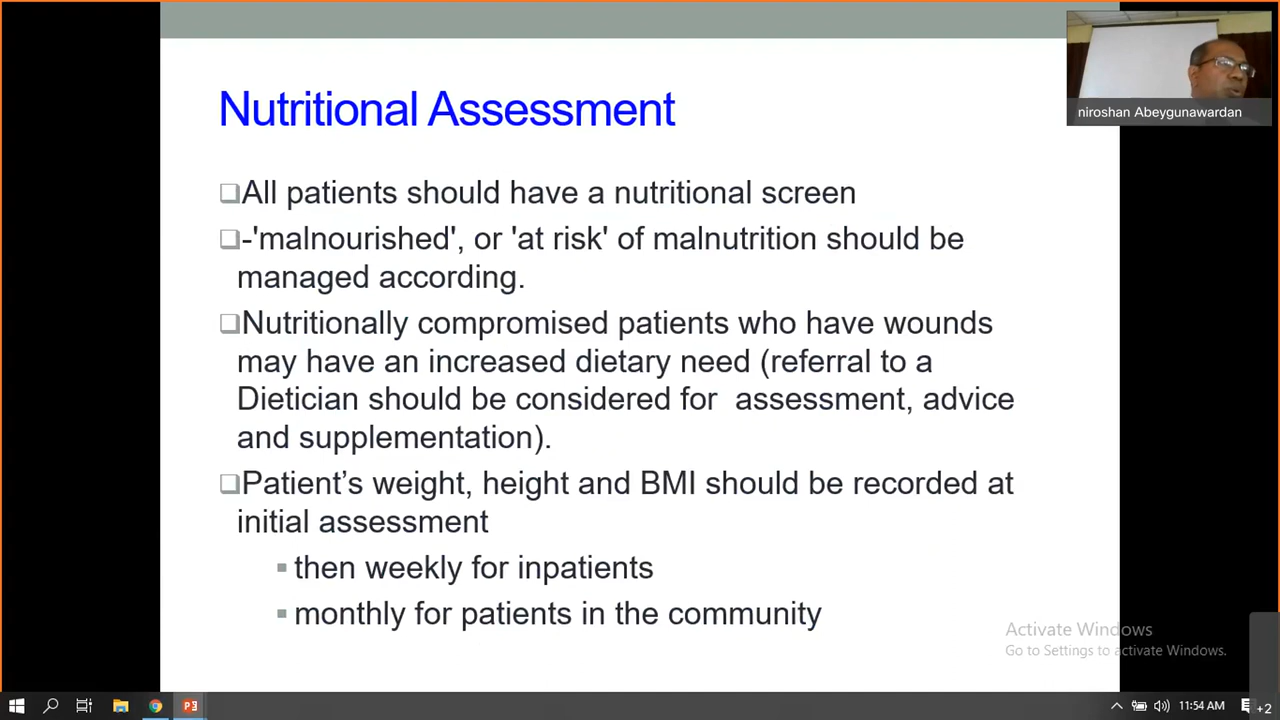 Nutritional Assessment
niroshan Abeygunawardan
All patients should have a nutritional screen
-'malnourished', or 'at risk' of malnutrition should be
managed according.
Nutritionally compromised patients who have wounds
may have an increased dietary need (referral to a
Dietician should be considered for assessment, advice
and supplementation).
Patient’s weight, height and BMI should be recorded at
initial assessment
then weekly for inpatients
monthly for patients in the community
Activate Windows
Go to Settings to activate Windows.
11:54 AM
+2